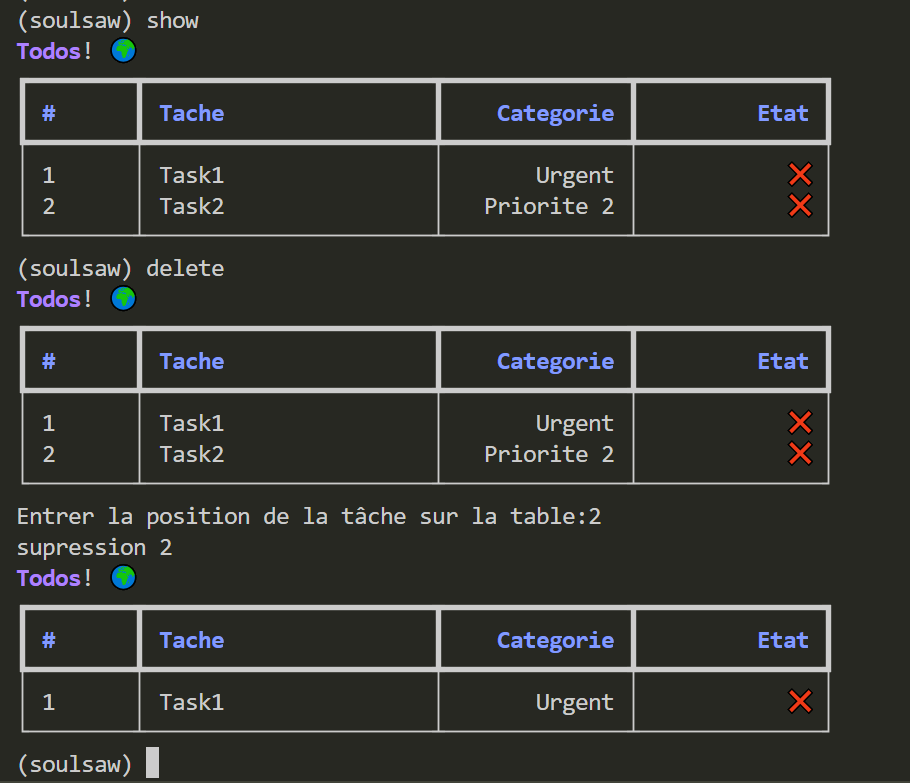 (soulsaw) show
Todos! 🌍
# Tache Categorie Etat
1 Task1 Urgent ❌
2 Task2 Priorite 2 ❌
(soulsaw) delete
Todos! 🌍
# Tache Categorie Etat
1 Task1 Urgent ❌
2 Task2 Priorite 2 ❌
Entrer la position de la tâche sur la table:2
supression 2
Todos! 🌍
# Tache Categorie Etat
1 Task1 Urgent ❌
(soulsaw)